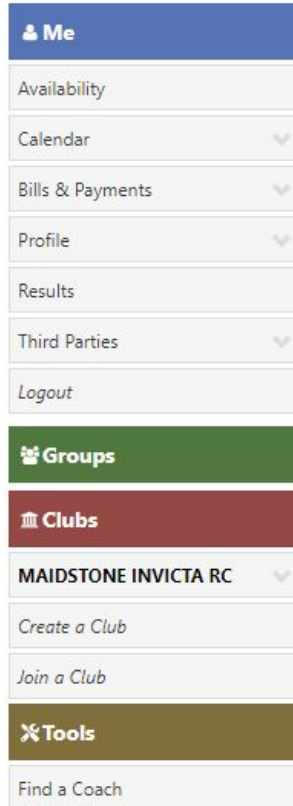 Me
Availability
Calendar
Bills & Payments
Profile
Results
Third Parties
Logout
Groups
Clubs
MAIDSTONE INVICTA RC
Create a Club
Join a Club
Tools
Find a Coach